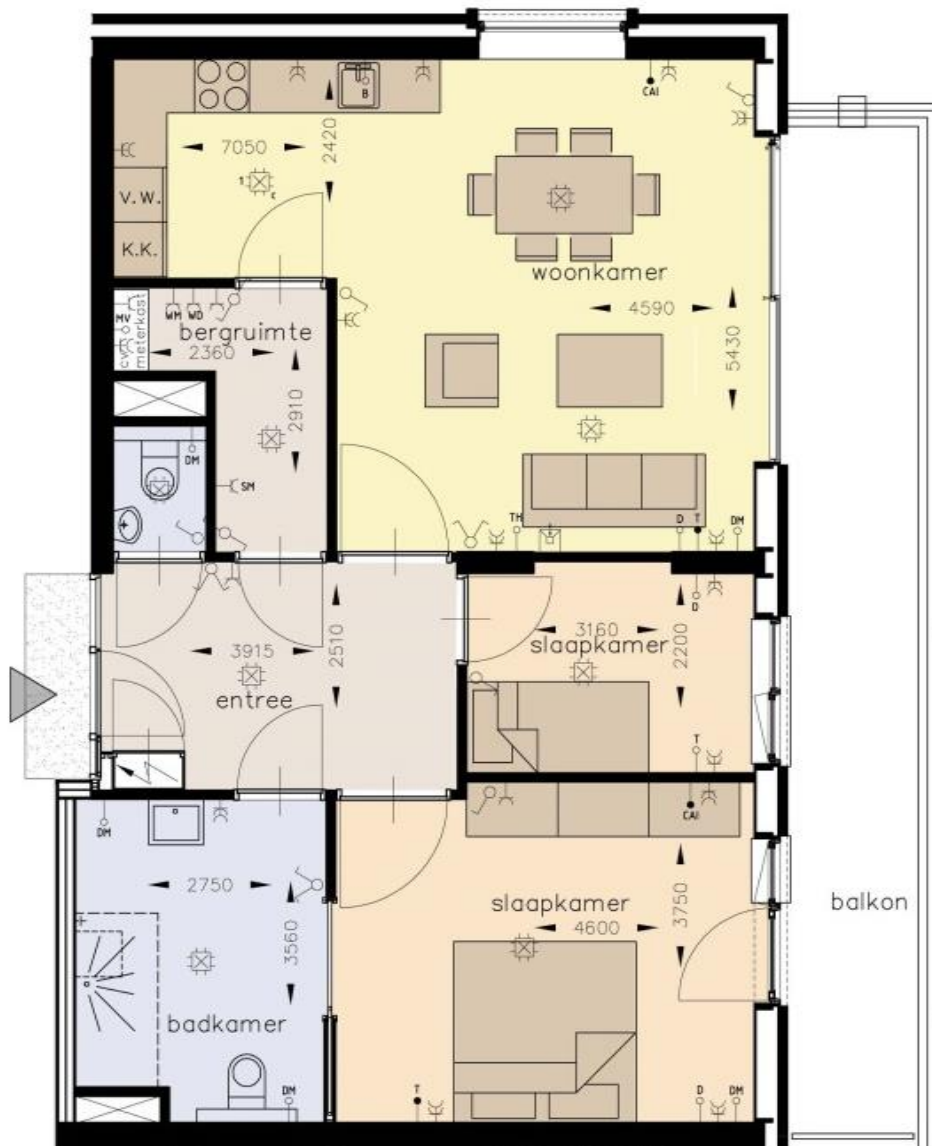 B
CAI
7050
2420
1
c
V.W.
K.K.
woonkamer
4590
5430
MV
CV
meterkast
WM
WD
bergruimte
2360
2910
DM
SM
TH
D
T
DM
3915
2510
entree
D
3160
slaapkamer
2200
T
DM
CAI
2750
3560
badkamer
DM
slaapkamer
4600
3750
balkon
T
D
DM